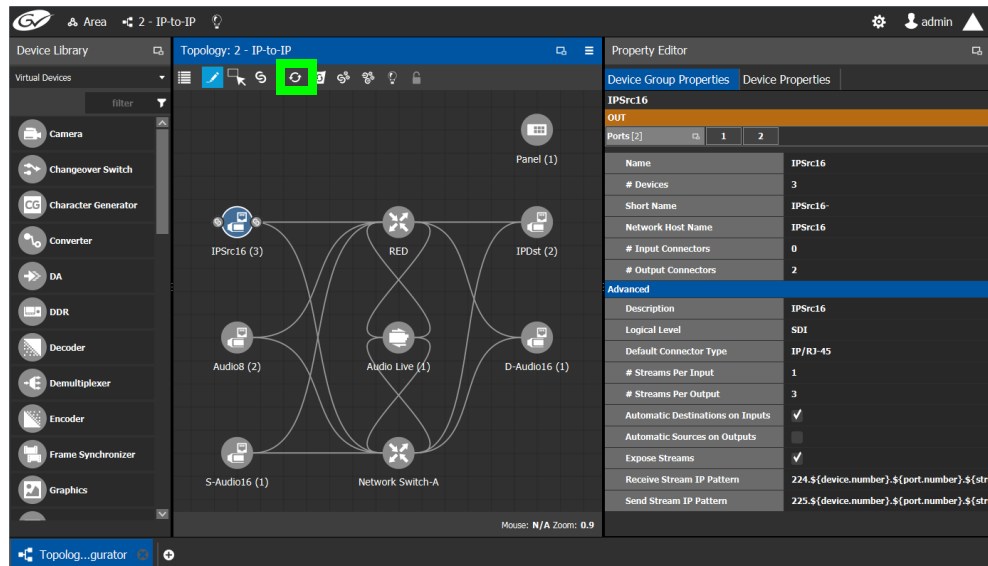 GV Area 2 - IP-to-IP admin
Device Library
Topology: 2 - IP-to-IP
Property Editor
Virtual Devices
filter
Camera
Changeover Switch
CG Character Generator
Converter
DA
DDR
Decoder
Demultiplexer
Encoder
Frame Synchronizer
Graphics
Panel (1)
IPSrc16 (3)
RED
IPDst (2)
Audio8 (2)
Audio Live (1)
D-Audio16 (1)
S-Audio16 (1)
Network Switch-A
Mouse: N/A Zoom: 0.9
Device Group Properties Device Properties
IPSrc16
OUT
Ports [2] 1 2
Name IPSrc16
# Devices 3
Short Name IPSrc16-
Network Host Name IPSrc16
# Input Connectors 0
# Output Connectors 2
Advanced
Description IPSrc16
Logical Level SDI
Default Connector Type IP/RJ-45
# Streams Per Input 1
# Streams Per Output 3
Automatic Destinations on Inputs
Automatic Sources on Outputs
Expose Streams
Receive Stream IP Pattern 224.${device.number}.${port.number}.${str
Send Stream IP Pattern 225.${device.number}.${port.number}.${str
Topolog...gurator